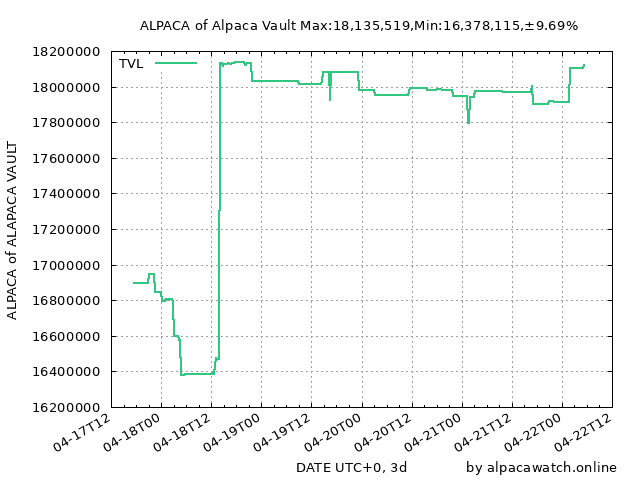 ALPACA of Alpaca Vault Max:18,135,519,Min:16,378,115,±9.69%
TVL
18200000
18000000
17800000
17600000
17400000
17200000
17000000
16800000
16600000
16400000
16200000
ALPACA of ALAPACA VAULT
04-17T12
04-18T00
04-18T12
04-19T00
04-19T12
04-20T00
04-20T12
04-21T00
04-21T12
04-22T00
04-22T12
DATE UTC+0, 3d
by alpacawatch.online